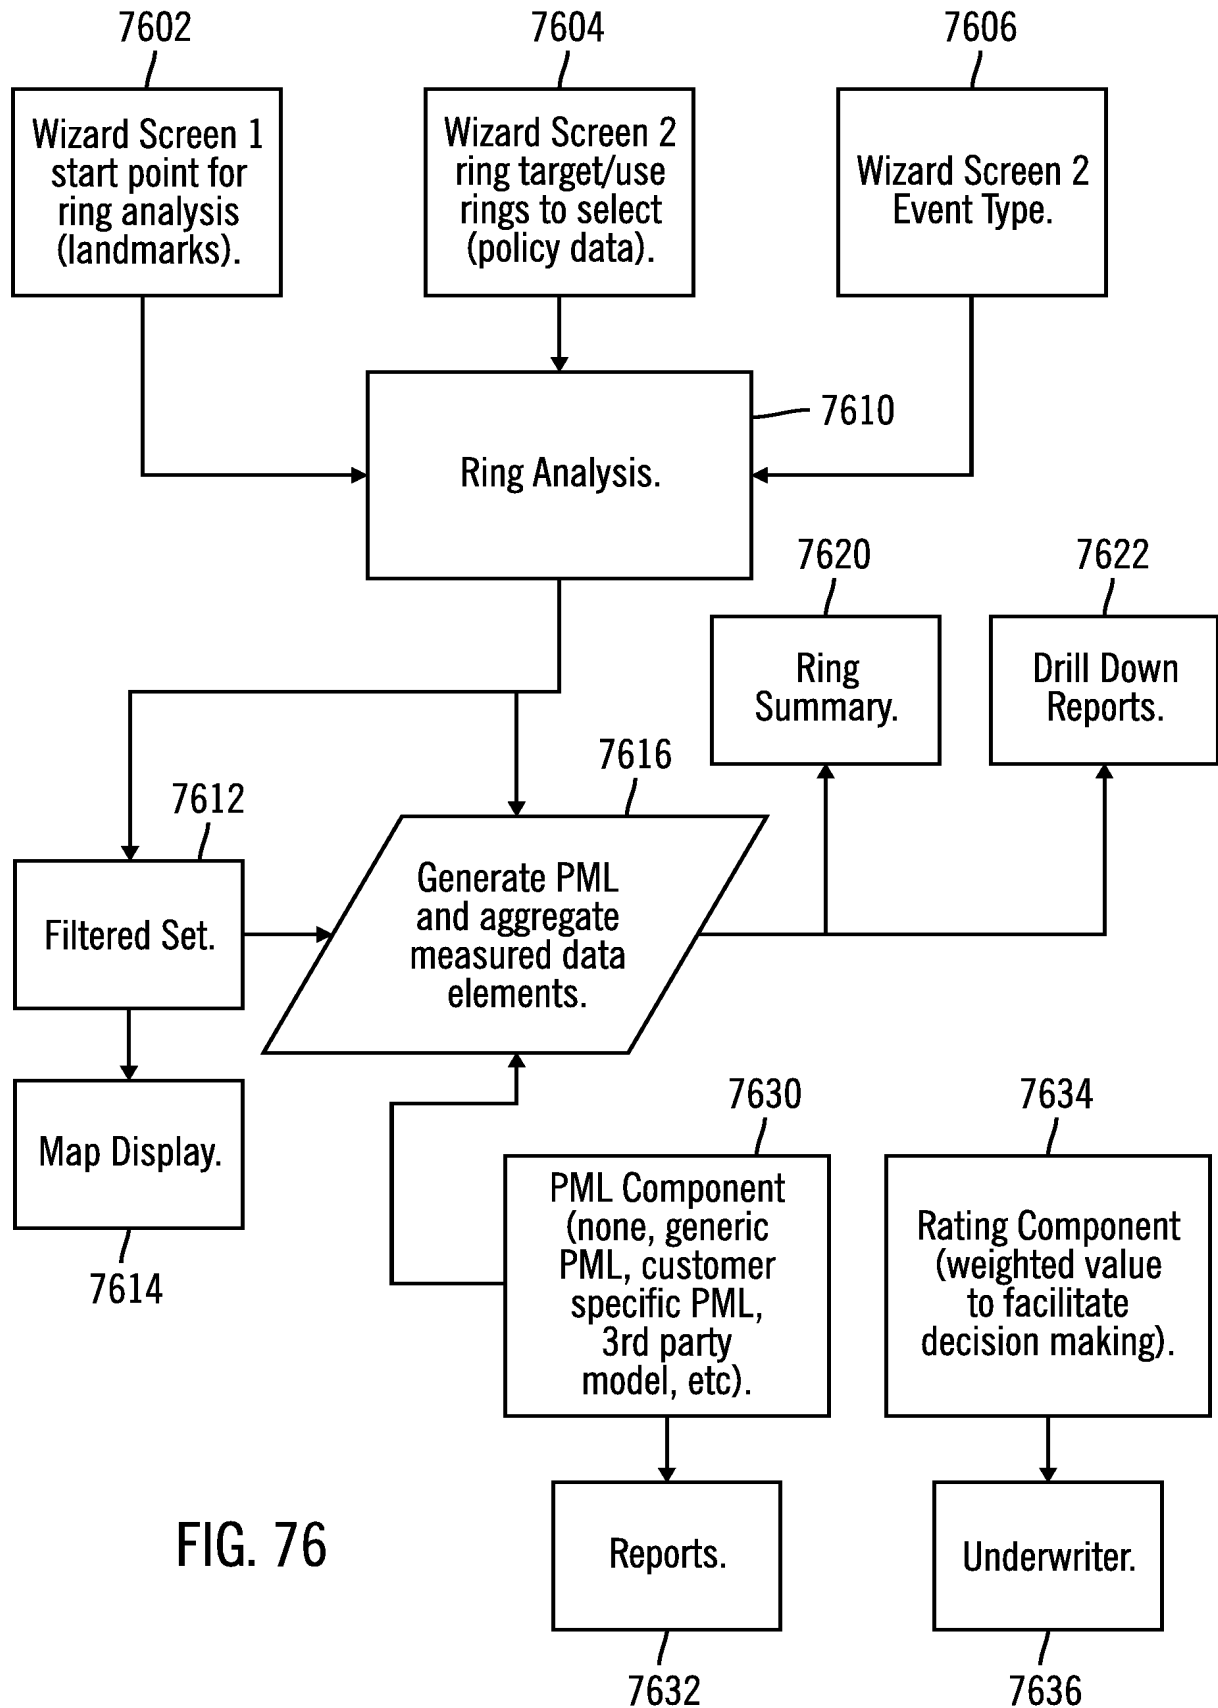 7602
7604
7606
Wizard Screen 1
start point for
ring analysis
(landmarks).
Wizard Screen 2
ring target/use
rings to select
(policy data).
Wizard Screen 2
Event Type.
7610
Ring Analysis.
7620
7622
Ring
Summary.
Drill Down
Reports.
7616
7612
Generate PML
and aggregate
measured data
elements.
Filtered Set.
Map Display.
7614
7630
7634
PML Component
(none, generic
PML, customer
specific PML,
3rd party
model, etc).
Rating Component
(weighted value
to facilitate
decision making).
Reports.
Underwriter.
7632
7636
FIG. 76